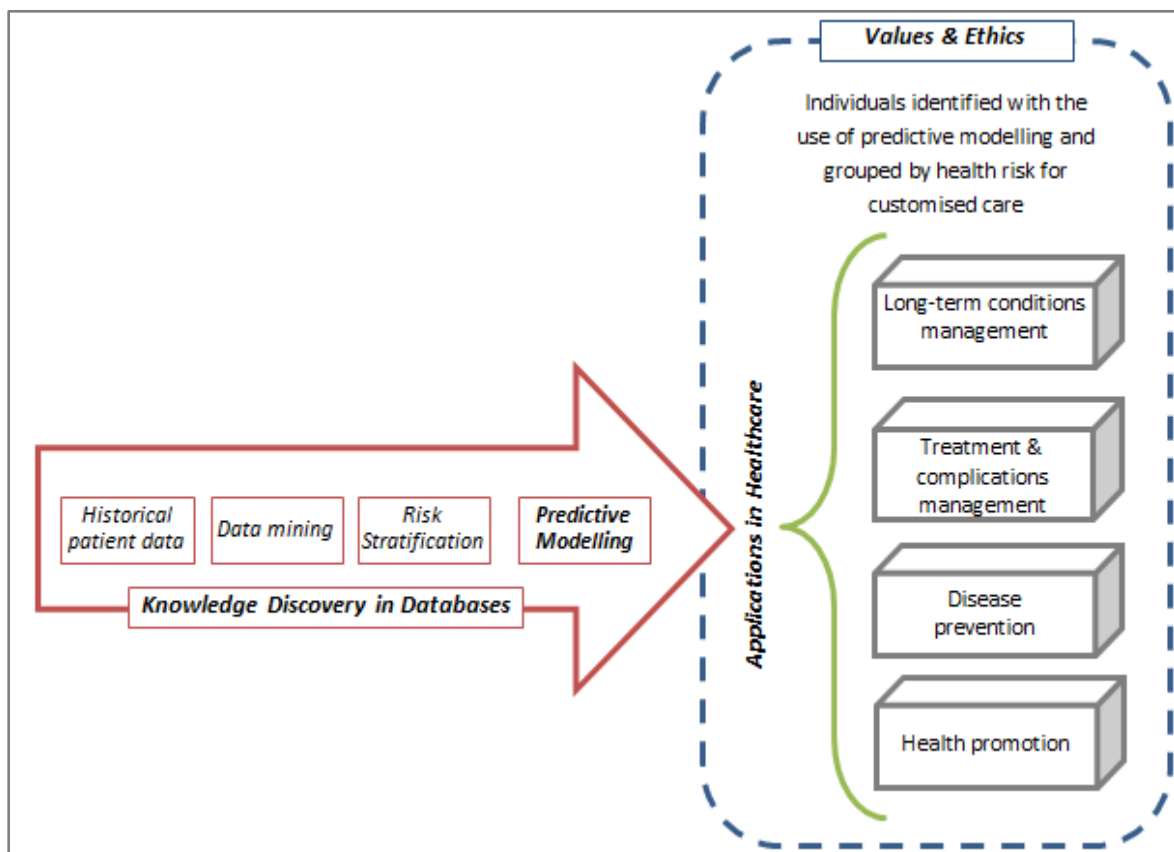 Values & Ethics
Individuals identified with the
use of predictive modelling and
grouped by health risk for
customised care
Long-term conditions
management
Treatment &
complications
management
Disease
prevention
Health promotion
Applications in Healthcare
Historical
patient data
Data mining
Risk
Stratification
Predictive
Modelling
Knowledge Discovery in Databases